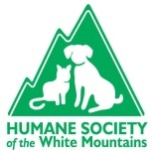 HUMANE SOCIETY
of the White Mountains